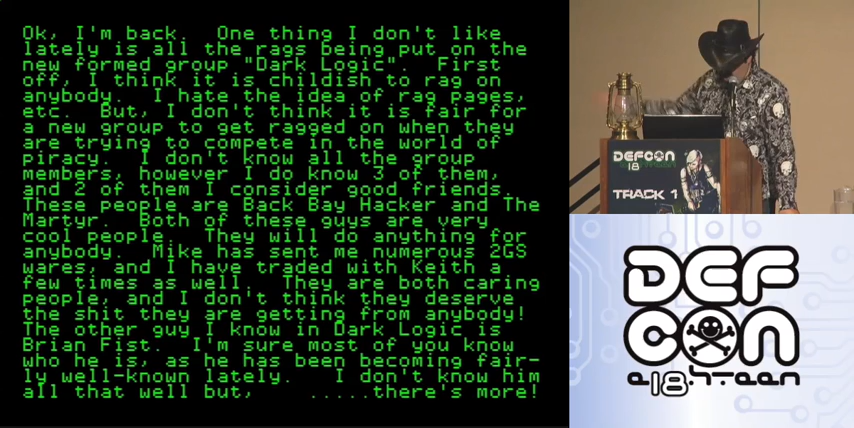 Ok, I'm back.  One thing I don't like
lately is all the rags being put on the
new formed group "Dark Logic".  First
off, I think it is childish to rag on
anybody.  I hate the idea of rag pages,
etc.  But, I don't think it is fair for
a new group to get ragged on when they
are trying to compete in the world of
piracy.  I don't know all the group
members, however I do know 3 of them,
and 2 of them I consider good friends.
These people are Back Bay Hacker and The
Martyr.  Both of these guys are very
cool people.  They will do anything for
anybody.  Mike has sent me numerous 2GS
wares, and I have traded with Keith a
few times as well.  They are both caring
people, and I don't think they deserve
the shit they are getting from anybody!
The other guy I know in Dark Logic is
Brian Fist.  I'm sure most of you know
who he is, as he has been becoming fair-
ly well-known lately.   I don't know him
all that well but,     .....there's more!
DEFCON
18
TRACK 1
DEF
CON
e18.hteen